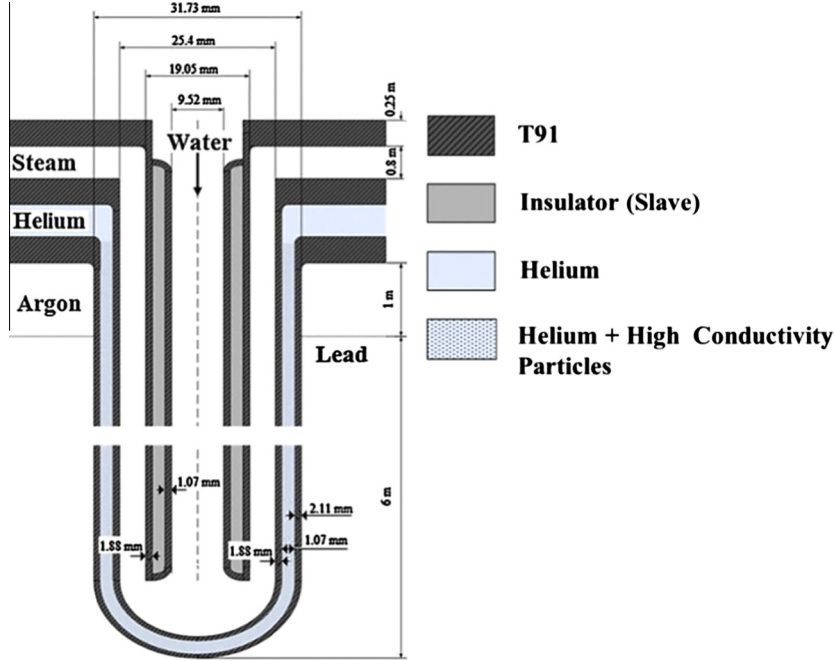 31.73 mm
25.4 mm
19.05 mm
9.52 mm
0.25 m
Water
T91
Steam
0.8 m
Insulator (Slave)
Helium
Helium
Argon
1 m
Lead
Helium + High Conductivity
Particles
1.07 mm
6 m
2.11 mm
1.88 mm
1.88 mm
1.07 mm